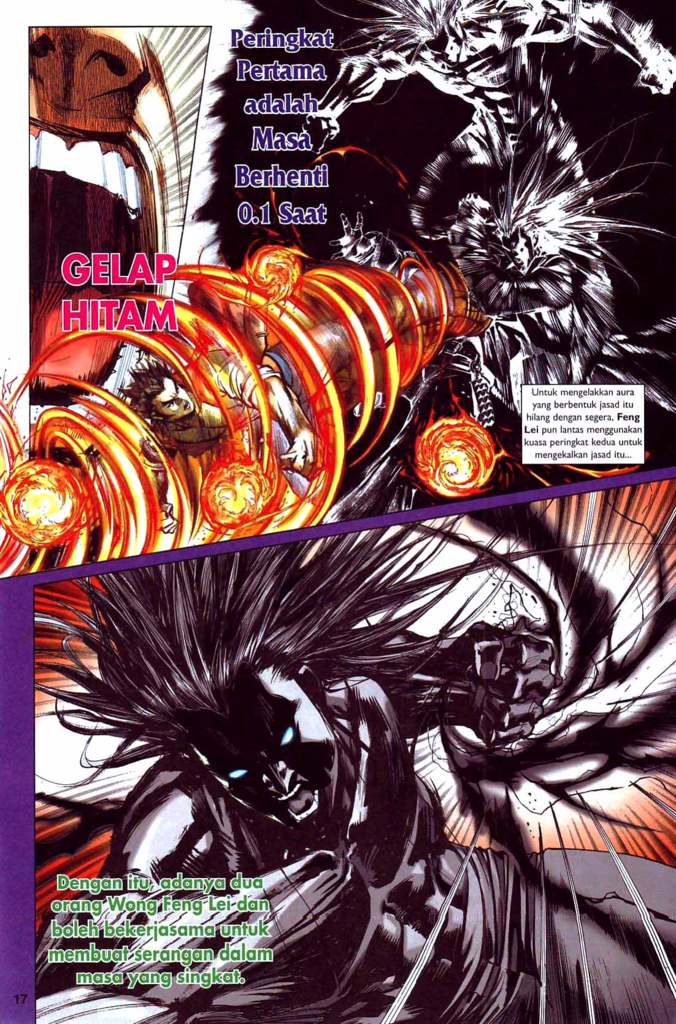 Peringkat
Pertama
adalah
Masa
Berhenti
0.1 Saat
GELAP
HITAM
Untuk mengelakkan aura
yang berbentuk jasad itu
hilang dengan segera, Feng
Lei pun lantas menggunakan
kuasa peringkat kedua untuk
mengekalkan jasad itu...
Dengan itu, adanya dua
orang Wong Feng Lei dan
boleh bekerjasama untuk
membuat serangan dalam
masa yang singkat.
17